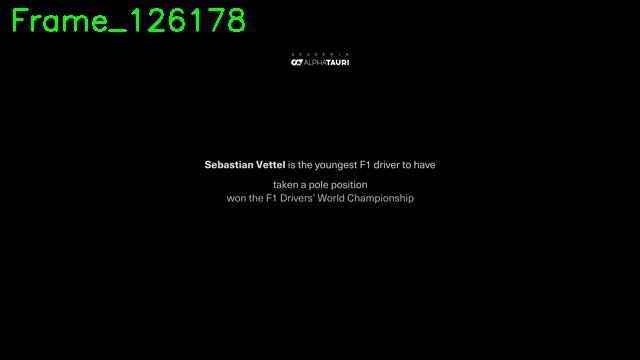 Frame_126178
SCUDERIA
ALPHATAURI
Sebastian Vettel is the youngest F1 driver to have
taken a pole position
won the F1 Drivers' World Championship